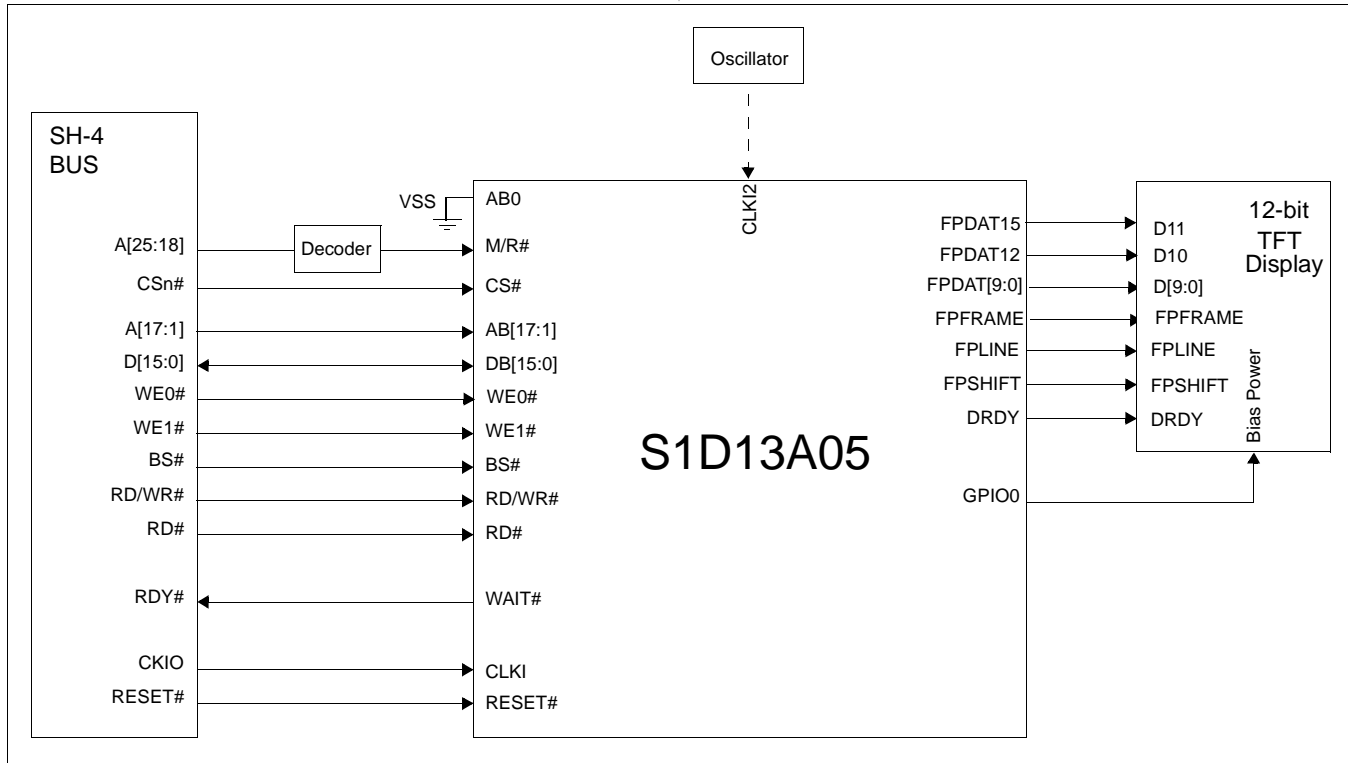 Oscillator
SH-4
BUS
VSS
AB0
CLKI2
A[25:18]
Decoder
M/R#
CSn#
CS#
A[17:1]
AB[17:1]
D[15:0]
DB[15:0]
WE0#
WE0#
WE1#
WE1#
BS#
BS#
RD/WR#
RD/WR#
RD#
RD#
RDY#
WAIT#
CKIO
CLKI
RESET#
RESET#
S1D13A05
FPDAT15
FPDAT12
FPDAT[9:0]
FPFRAME
FPLINE
FPSHIFT
DRDY
GPIO0
12-bit
TFT
Display
D11
D10
D[9:0]
FPFRAME
FPLINE
FPSHIFT
DRDY
Bias Power